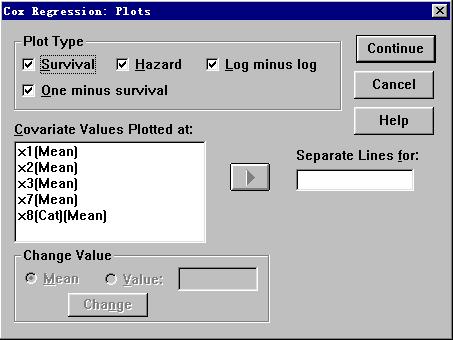 Cox Regression: Plots
Plot Type
Survival
Hazard
Log minus log
One minus survival
Continue
Cancel
Help
Covariate Values Plotted at:
x1(Mean)
x2(Mean)
x3(Mean)
x7(Mean)
x8(Cat)(Mean)
Separate Lines for:
Change Value
Mean
Value:
Change